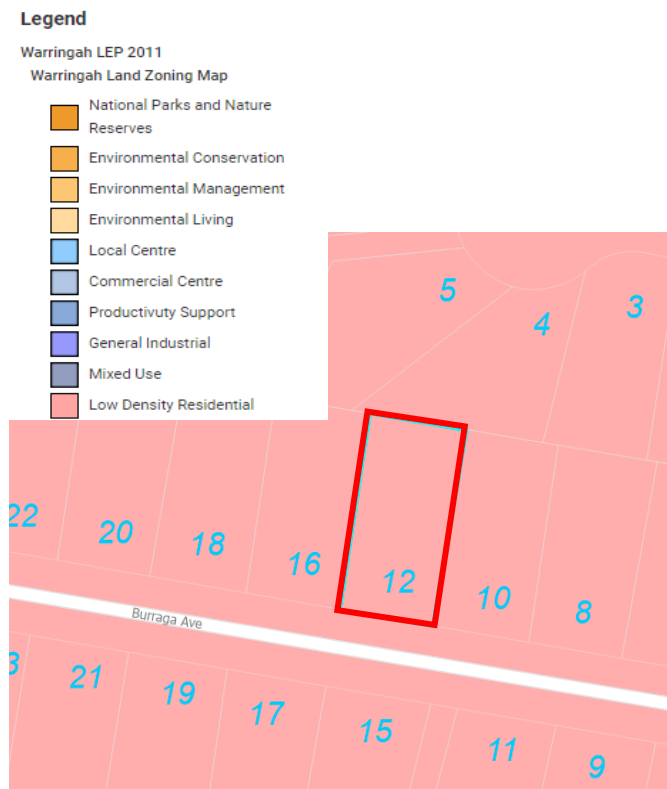 Legend
Warringah LEP 2011
Warringah Land Zoning Map
National Parks and Nature
Reserves
Environmental Conservation
Environmental Management
Environmental Living
Local Centre
Commercial Centre
Productivuty Support
General Industrial
Mixed Use
Low Density Residential
5
4
3
22
20
18
16
12
10
8
Burraga Ave
3
21
19
17
15
11
9